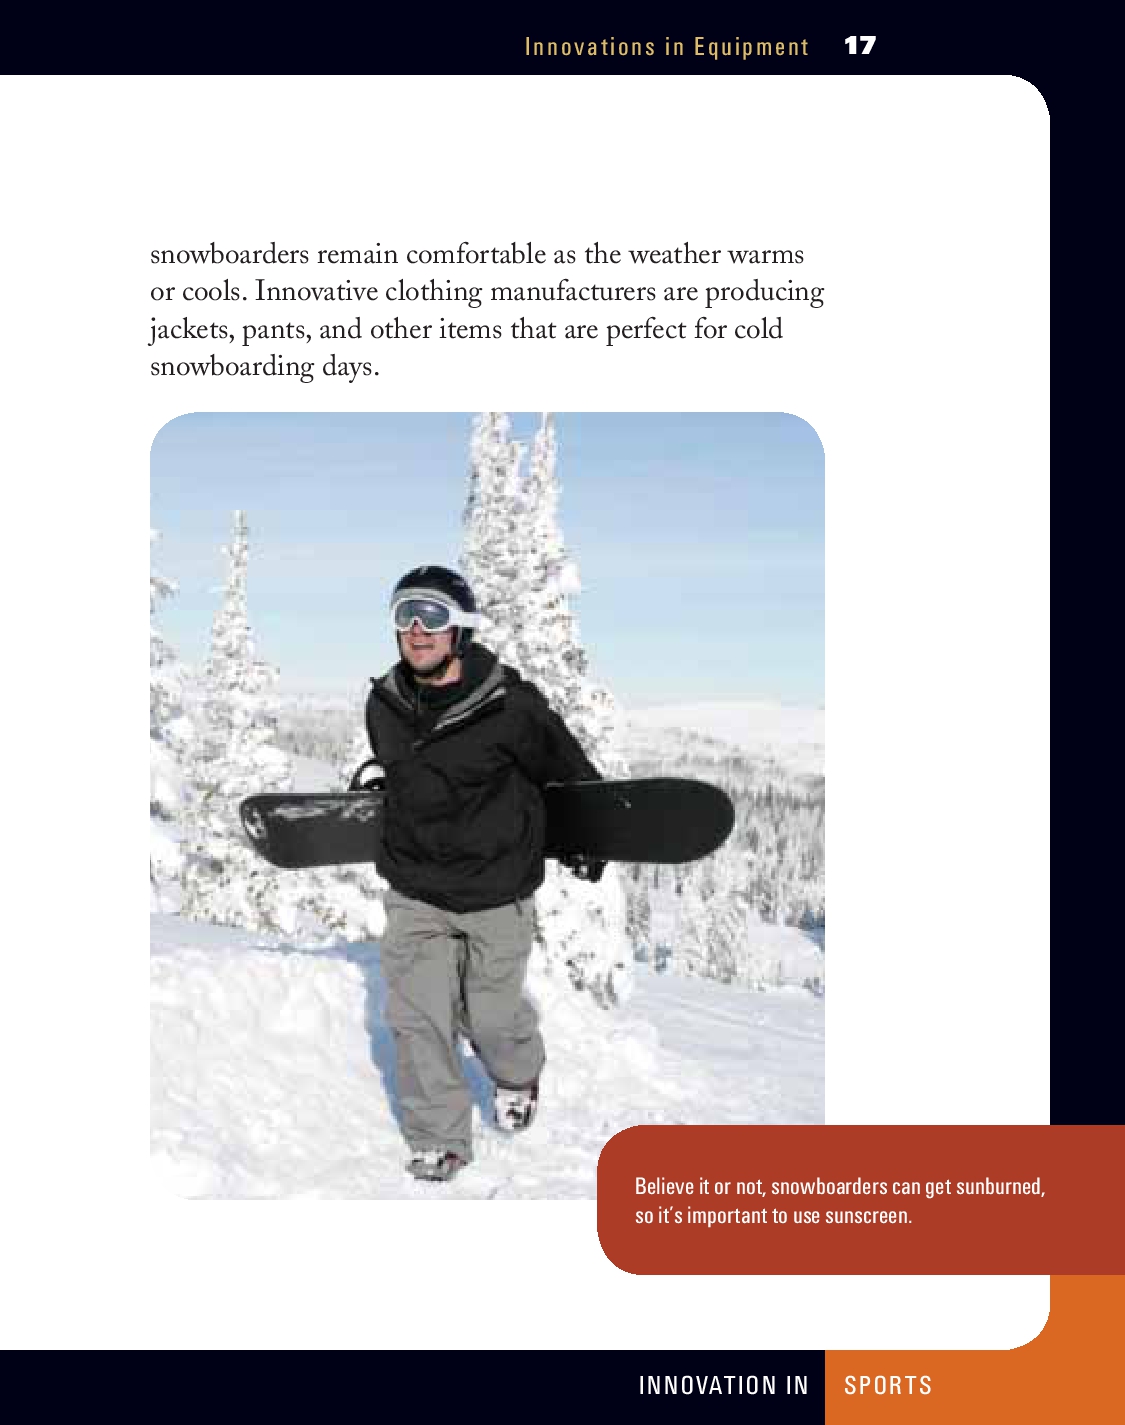 Innovations in Equipment 17
snowboarders remain comfortable as the weather warms
or cools. Innovative clothing manufacturers are producing
jackets, pants, and other items that are perfect for cold
snowboarding days.
Believe it or not, snowboarders can get sunburned,
so it's important to use sunscreen.
INNOVATION IN SPORTS